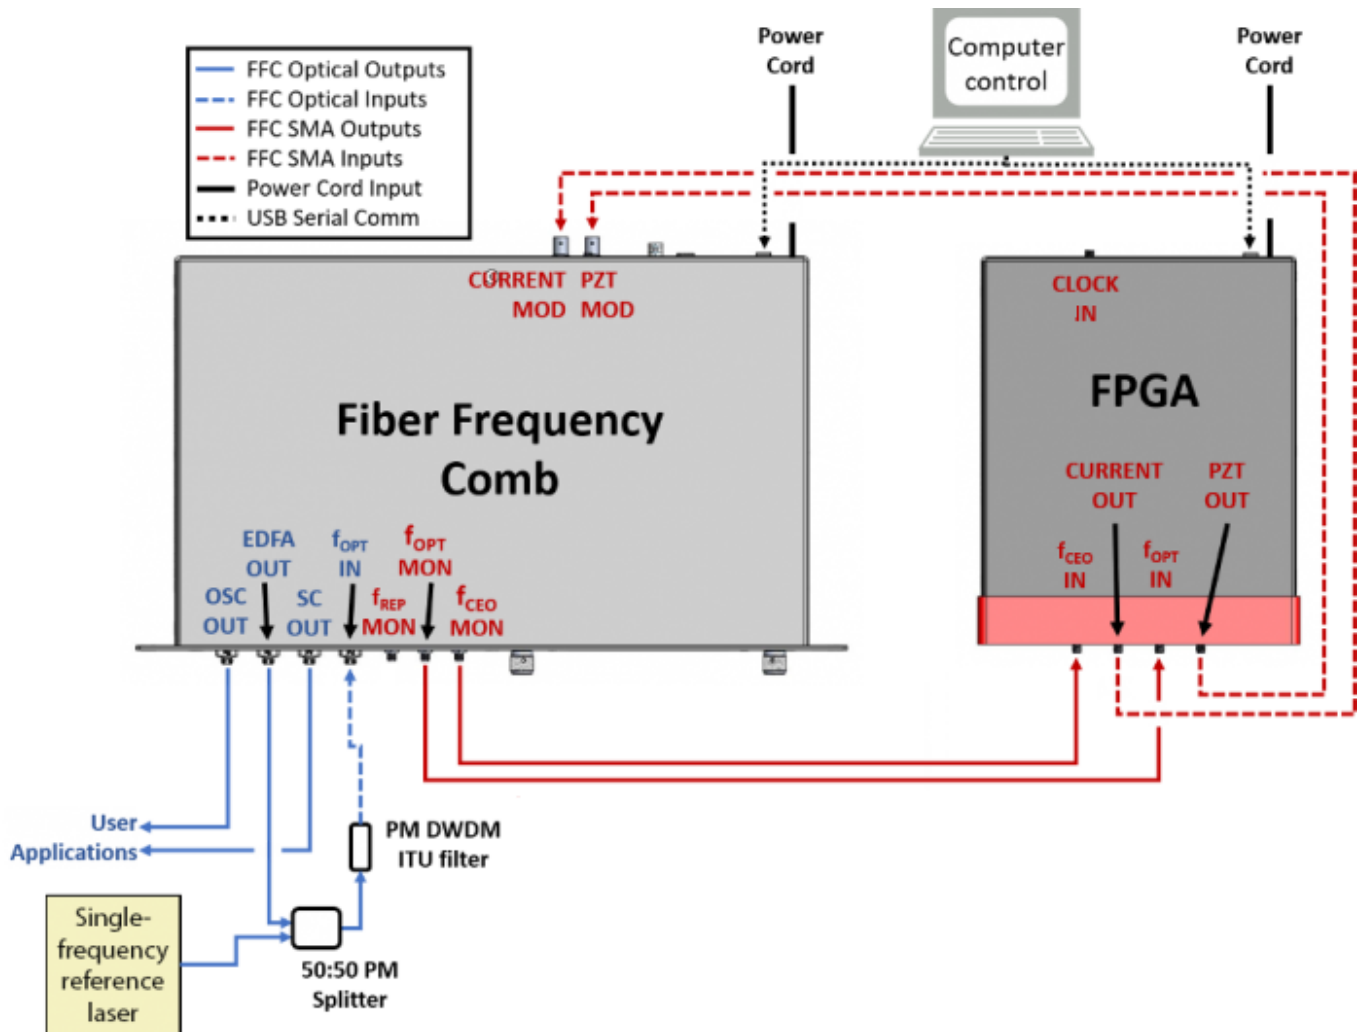 Power
Cord
Computer
control
Power
Cord
FFC Optical Outputs
FFC Optical Inputs
FFC SMA Outputs
FFC SMA Inputs
Power Cord Input
USB Serial Comm
CURRENT
MOD
PZT
MOD
CLOCK
IN
Fiber Frequency
Comb
FPGA
CURRENT
OUT
PZT
OUT
EDFA
OUT
fOPT
IN
fOPT
MON
fCEO
IN
fOPT
IN
OSC
OUT
SC
OUT
fREP
MON
fCEO
MON
User
Applications
PM DWDM
ITU filter
Single-
frequency
reference
laser
50:50 PM
Splitter